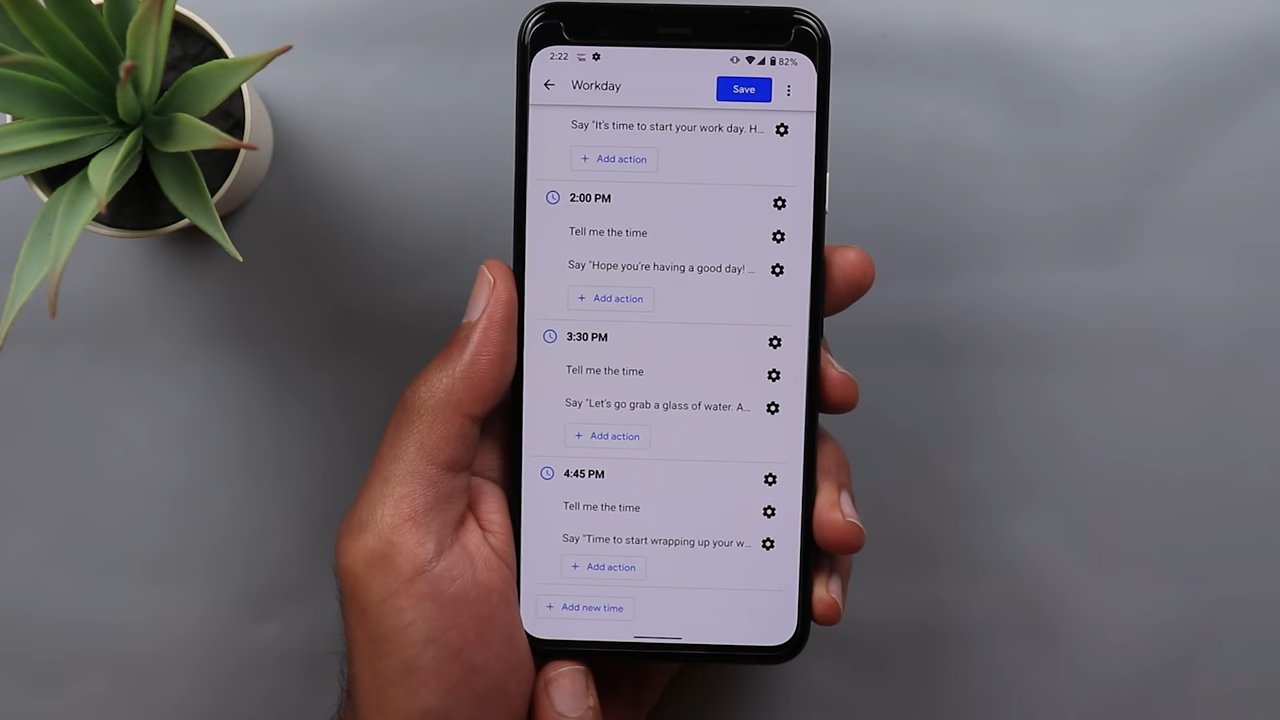 2:22 82%
Workday Save
Say "It's time to start your work day. H...
+ Add action
2:00 PM
Tell me the time
Say "Hope you're having a good day! ...
+ Add action
3:30 PM
Tell me the time
Say "Let's go grab a glass of water. A...
+ Add action
4:45 PM
Tell me the time
Say "Time to start wrapping up your w...
+ Add action
+ Add new time